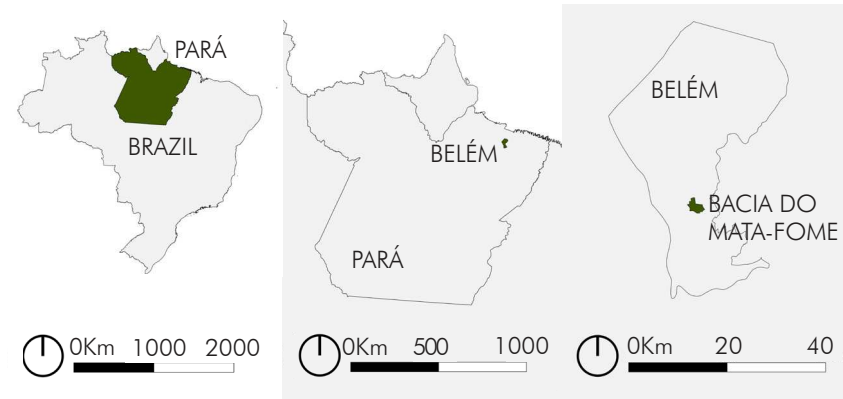 PARÁ
BRAZIL
0Km 1000 2000
BELÉM
PARÁ
0Km 500 1000
BELÉM
BACIA DO
MATA-FOME
0Km 20 40